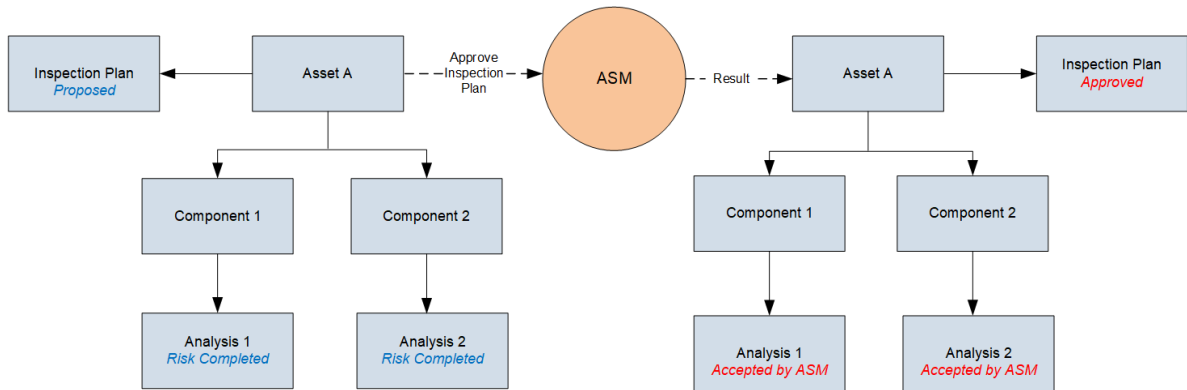 Inspection Plan
Proposed
Asset A
Approve
Inspection
Plan
ASM
Result
Asset A
Inspection Plan
Approved
Component 1
Component 2
Component 1
Component 2
Analysis 1
Risk Completed
Analysis 2
Risk Completed
Analysis 1
Accepted by ASM
Analysis 2
Accepted by ASM